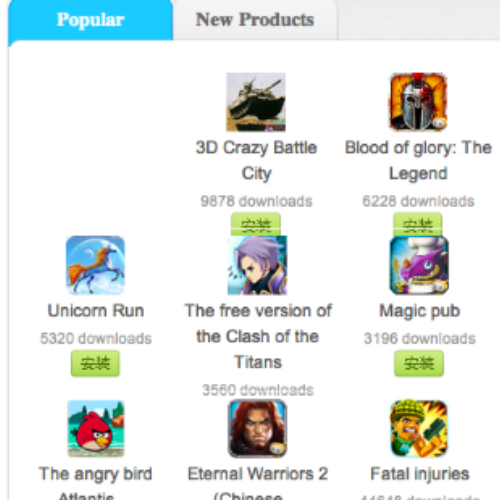 Popular
New Products
3D Crazy Battle
City
9878 downloads
安装
Blood of glory: The
Legend
6228 downloads
安装
Unicorn Run
5320 downloads
安装
The free version of
the Clash of the
Titans
3560 downloads
Magic pub
3196 downloads
安装
The angry bird
Atlantis
Eternal Warriors 2
(Chinese
Fatal injuries
44648 downloads